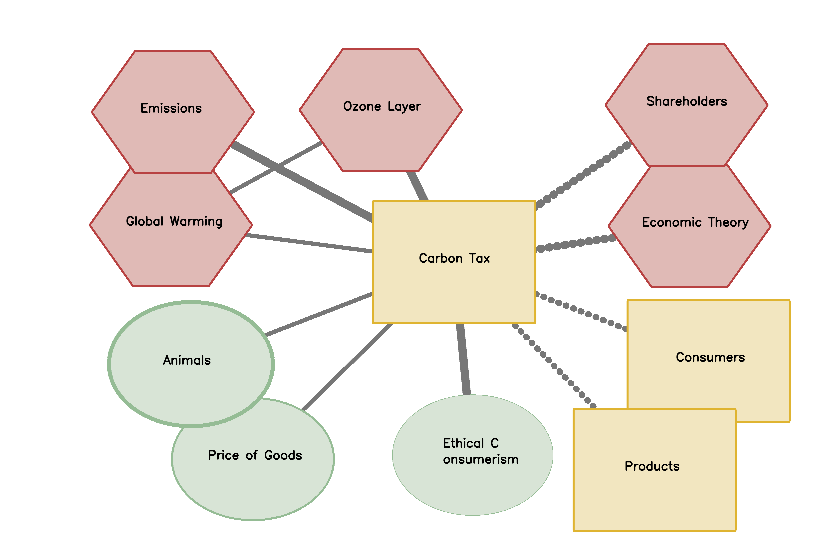 Emissions
Ozone Layer
Shareholders
Global Warming
Economic Theory
Carbon Tax
Animals
Consumers
Price of Goods
Ethical C
onsumerism
Products